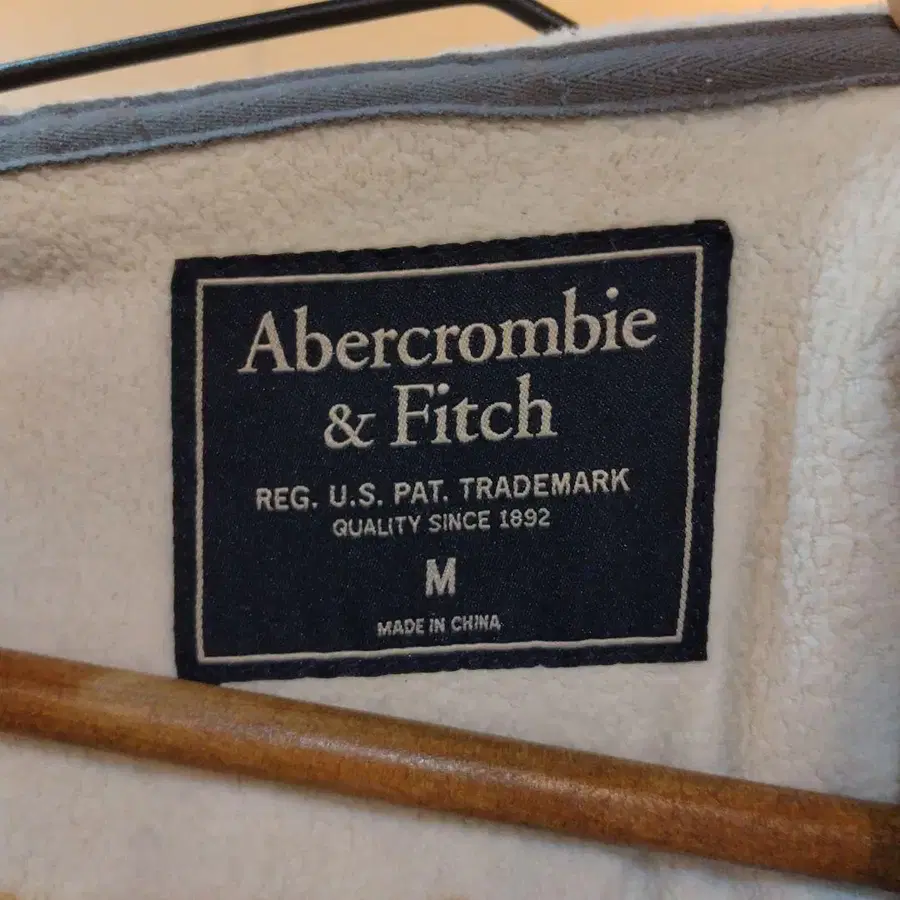 Abercrombie
& Fitch
REG. U.S. PAT. TRADEMARK
QUALITY SINCE 1892
M
MADE IN CHINA